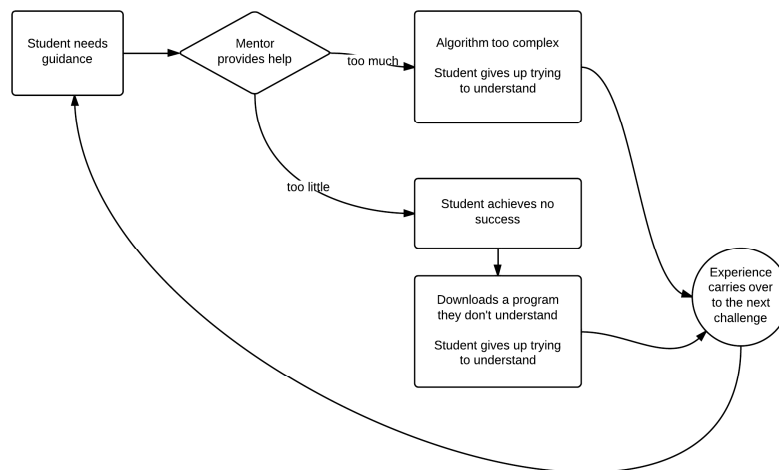 Student needs
guidance
Mentor
provides help
too much
Algorithm too complex
Student gives up trying
to understand
too little
Student achieves no
success
Downloads a program
they don't understand
Student gives up trying
to understand
Experience
carries over
to the next
challenge